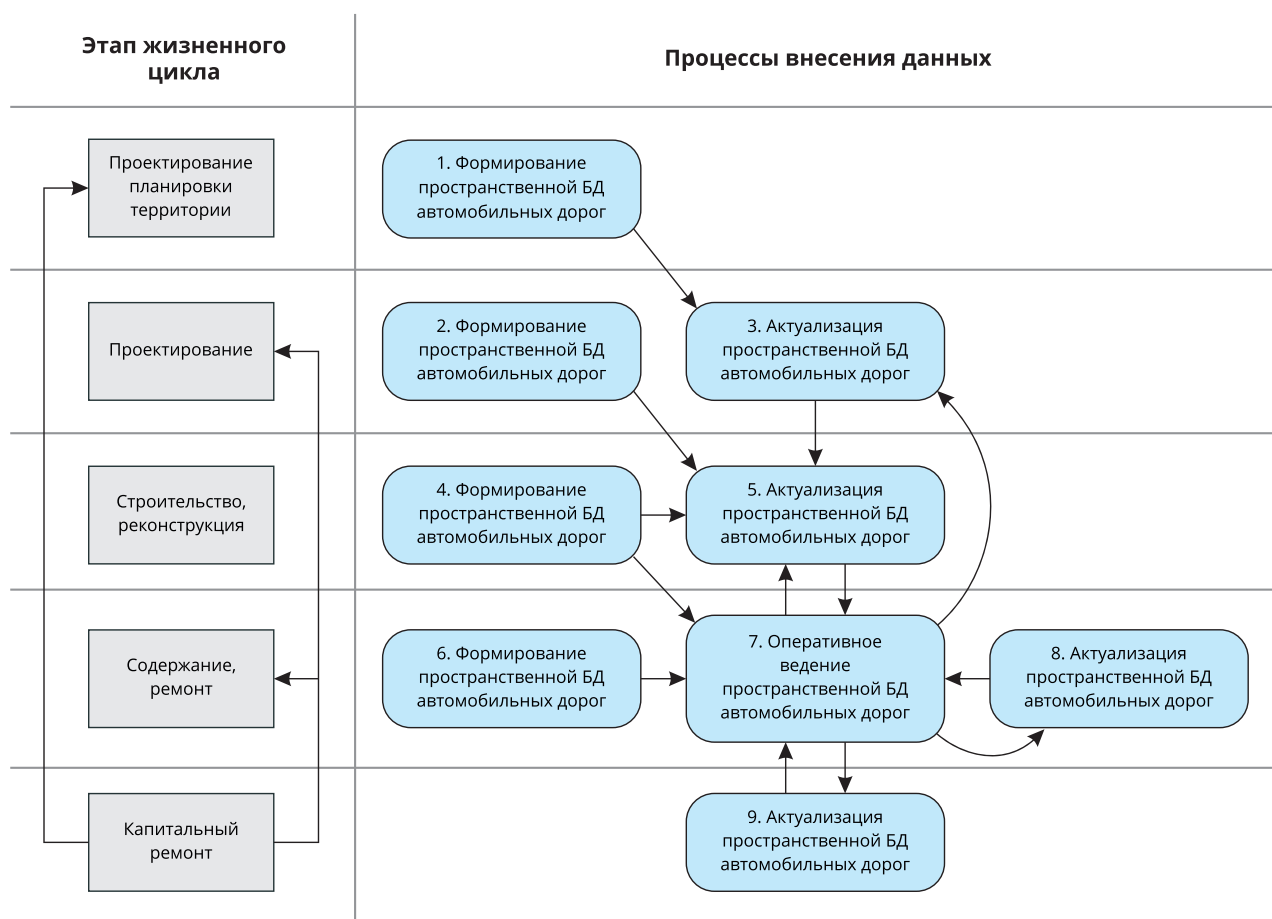 Этап жизненного
цикла
Процессы внесения данных
Проектирование
планировки
территории
1. Формирование
пространственной БД
автомобильных дорог
Проектирование
2. Формирование
пространственной БД
автомобильных дорог
3. Актуализация
пространственной БД
автомобильных дорог
Строительство,
реконструкция
4. Формирование
пространственной БД
автомобильных дорог
5. Актуализация
пространственной БД
автомобильных дорог
Содержание,
ремонт
6. Формирование
пространственной БД
автомобильных дорог
7. Оперативное
ведение
пространственной БД
автомобильных дорог
8. Актуализация
пространственной БД
автомобильных дорог
Капитальный
ремонт
9. Актуализация
пространственной БД
автомобильных дорог